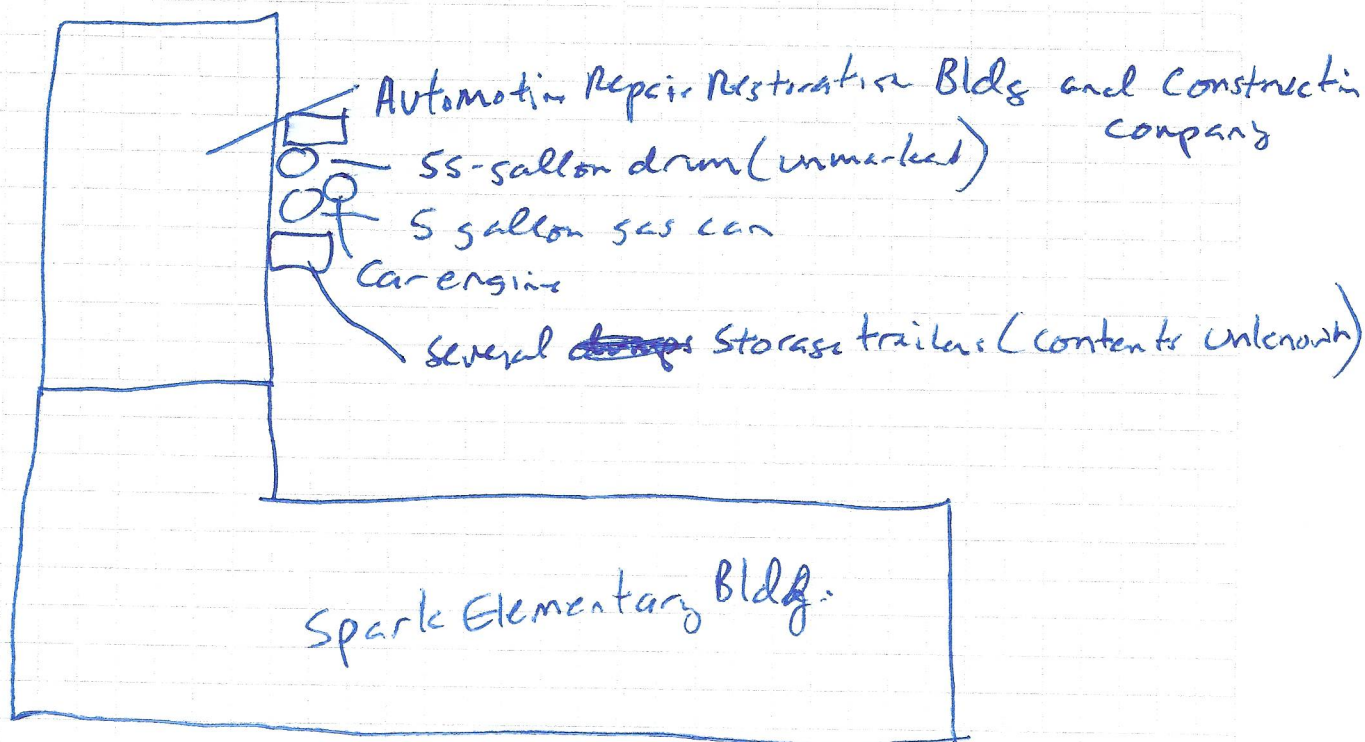 Automotive Repair Restoration Bldg and Construction
company
55-gallon drum (unmarked)
5 gallon gas can
Car engine
several storage trailers (contents unknown)
Spark Elementary Bldg.